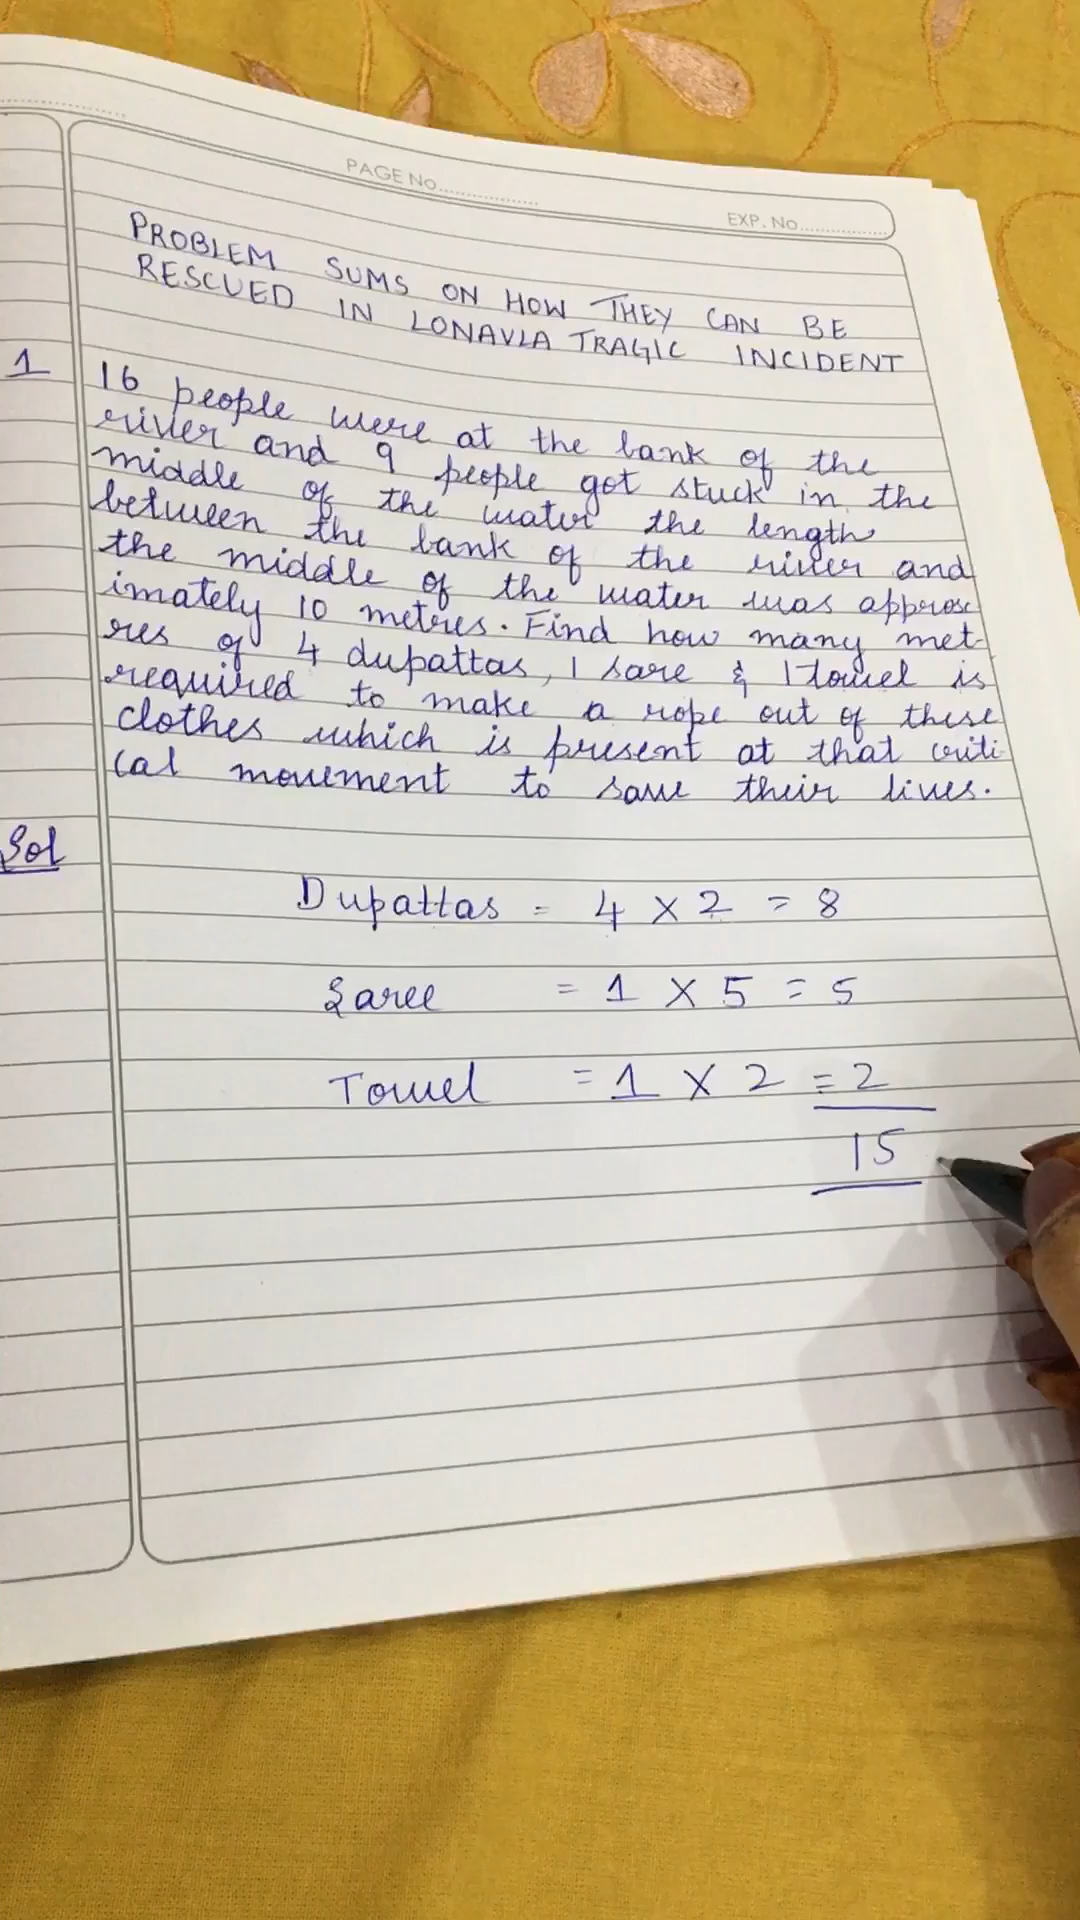 PAGE No.
EXP. No.
PROBLEM SUMS ON HOW THEY CAN BE
RESCUED IN LONAVLA TRAGIC INCIDENT
1 16 people were at the bank of the
river and 9 people got stuck in the
middle of the water the length
between the bank of the river and
the middle of the water was approx
imately 10 metres. Find how many met-
res of 4 dupattas, 1 sare & 1 towel is
required to make a rope out of these
clothes which is present at that criti
cal movement to save their lives.
Sol
Dupattas = 4 x 2 = 8
Saree = 1 x 5 = 5
Towel = 1 x 2 = 2
15